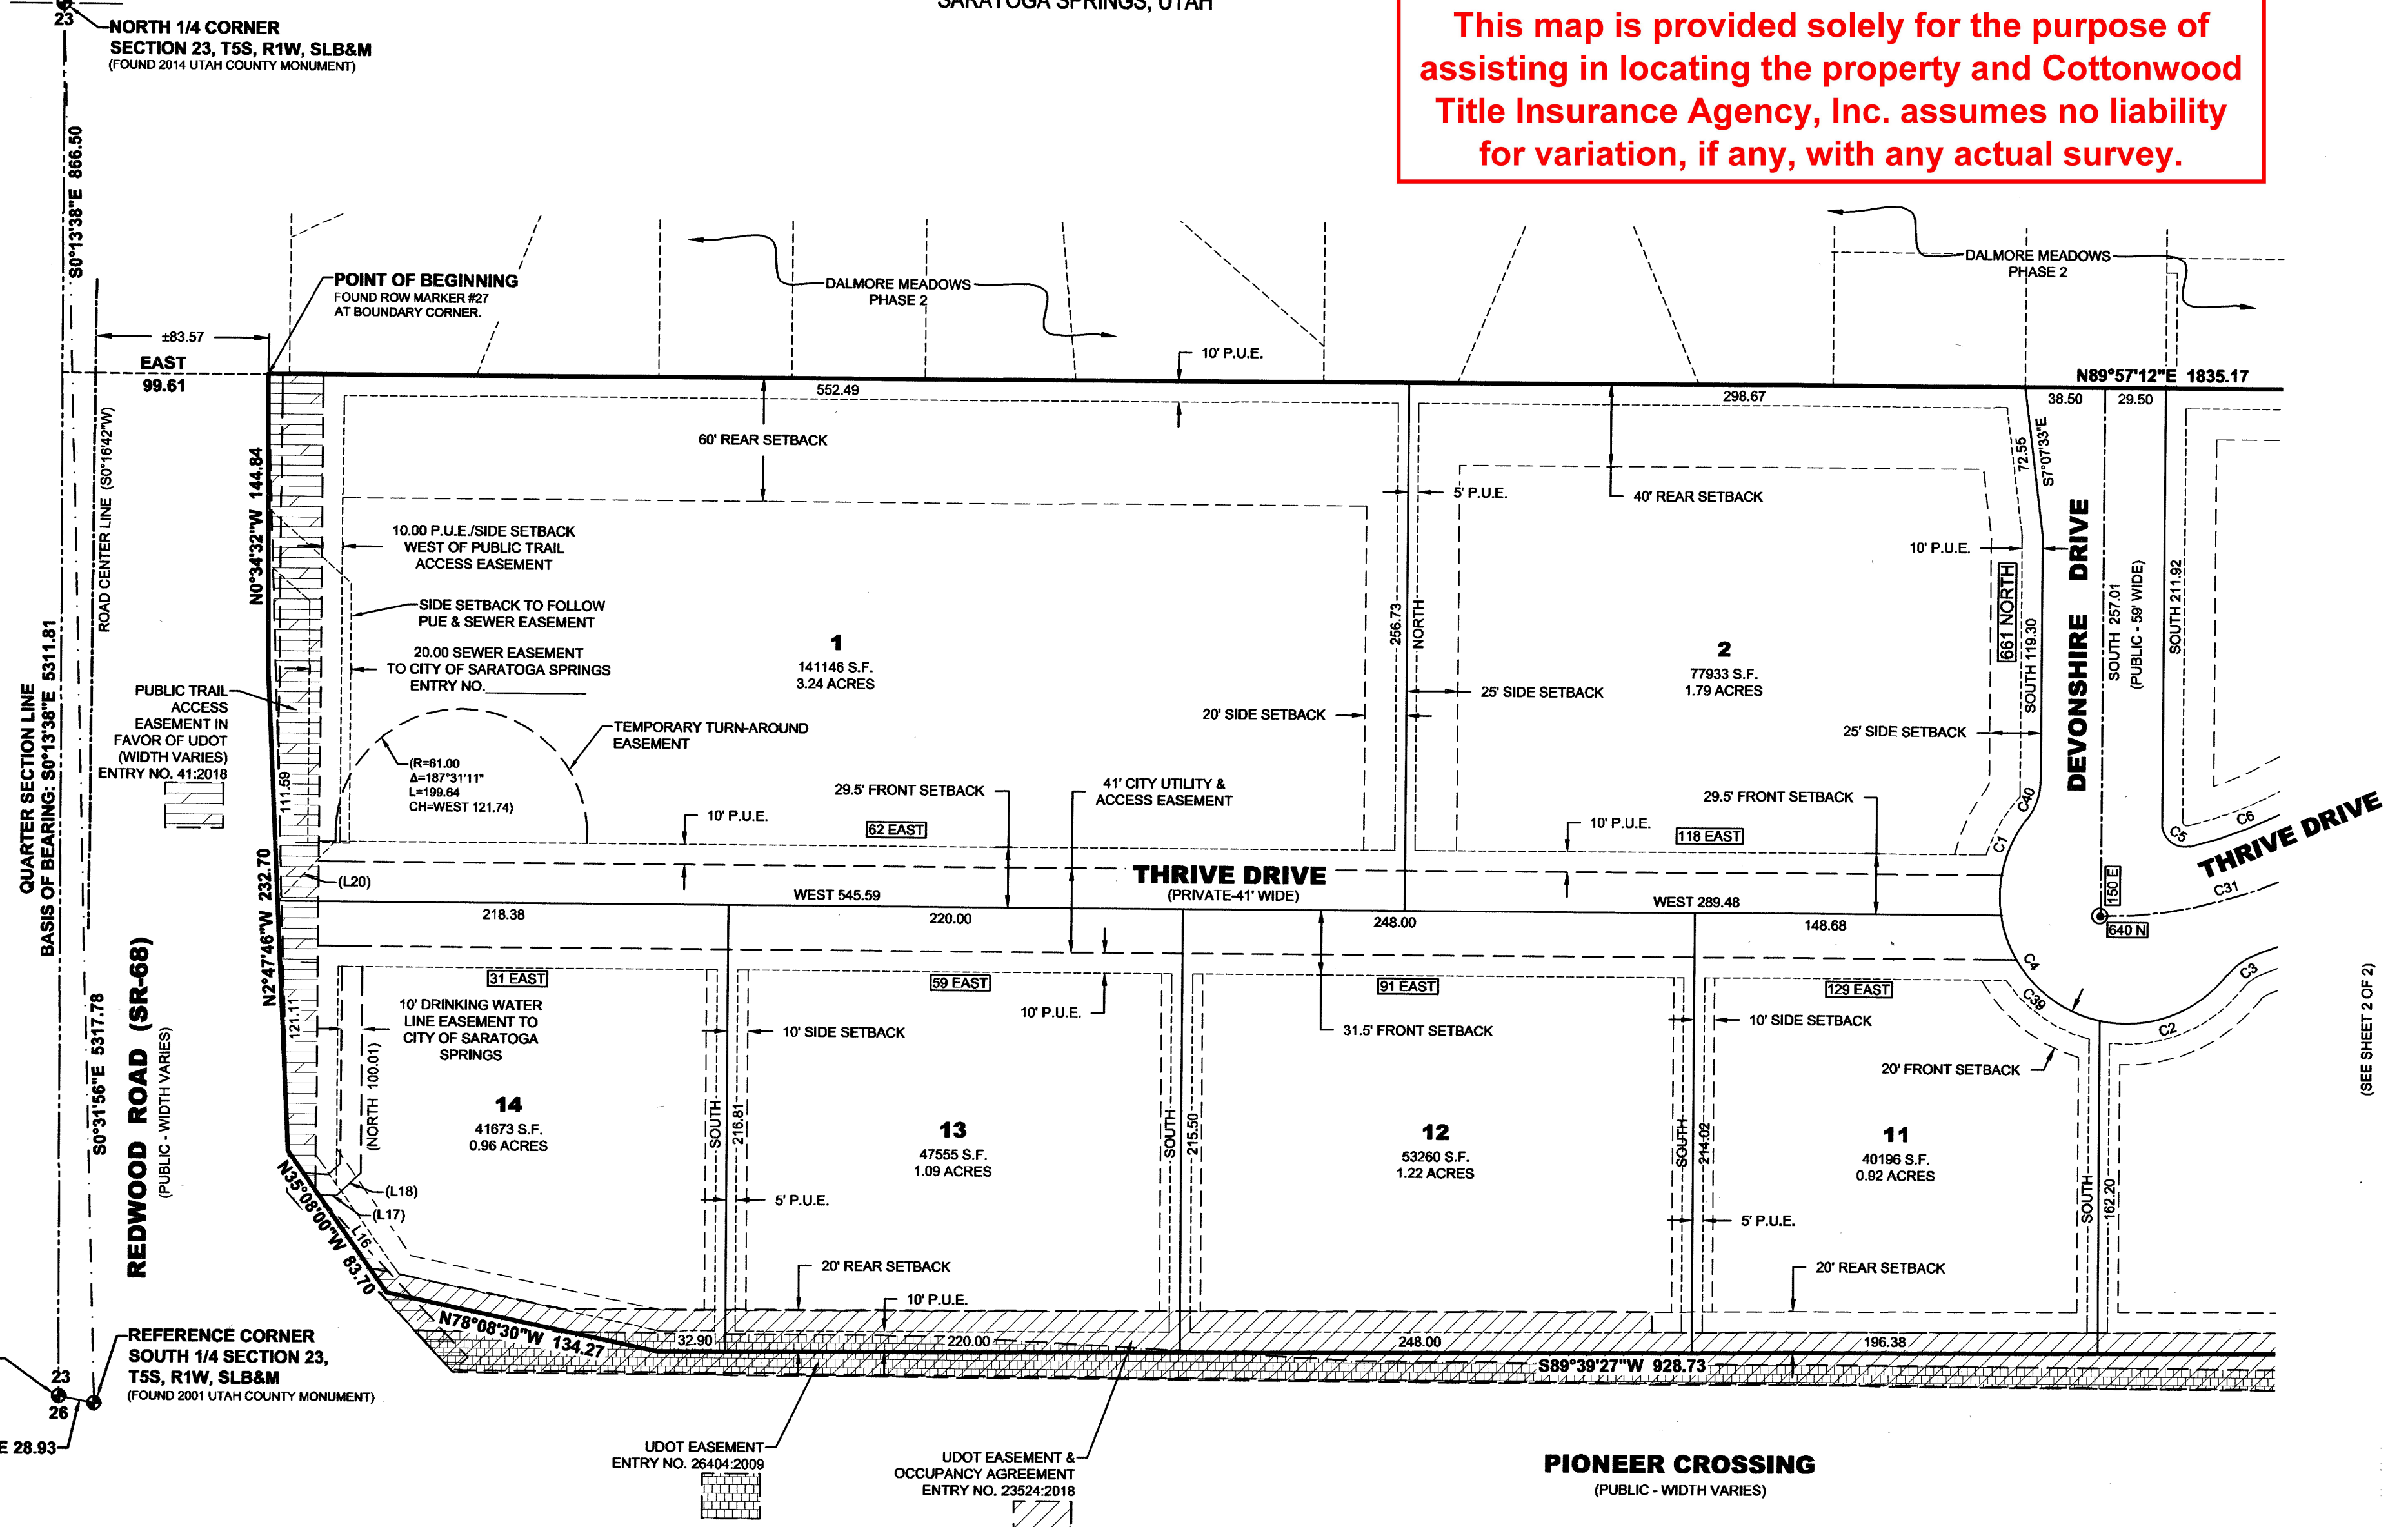 SARATOGA SPRINGS, UTAH
This map is provided solely for the purpose of
assisting in locating the property and Cottonwood
Title Insurance Agency, Inc. assumes no liability
for variation, if any, with any actual survey.
23
NORTH 1/4 CORNER
SECTION 23, T5S, R1W, SLB&M
(FOUND 2014 UTAH COUNTY MONUMENT)
S0°13'38"E 866.50
POINT OF BEGINNING
FOUND ROW MARKER #27
AT BOUNDARY CORNER.
±83.57
EAST
99.61
DALMORE MEADOWS
PHASE 2
DALMORE MEADOWS
PHASE 2
10' P.U.E.
N89°57'12"E 1835.17
552.49
298.67
38.50
29.50
ROAD CENTER LINE (S0°16'42"W)
N0°34'32"W 144.84
60' REAR SETBACK
40' REAR SETBACK
5' P.U.E.
72.55
S7°07'33"E
10.00 P.U.E./SIDE SETBACK
WEST OF PUBLIC TRAIL
ACCESS EASEMENT
SIDE SETBACK TO FOLLOW
PUE & SEWER EASEMENT
20.00 SEWER EASEMENT
TO CITY OF SARATOGA SPRINGS
ENTRY NO.
1
141146 S.F.
3.24 ACRES
256.73
NORTH
2
77933 S.F.
1.79 ACRES
10' P.U.E.
661 NORTH
SOUTH 119.30
DEVONSHIRE DRIVE
SOUTH 257.01
(PUBLIC - 59' WIDE)
SOUTH 211.92
QUARTER SECTION LINE
BASIS OF BEARING: S0°13'38"E 5311.81
PUBLIC TRAIL
ACCESS
EASEMENT IN
FAVOR OF UDOT
(WIDTH VARIES)
ENTRY NO. 41:2018
111.59
TEMPORARY TURN-AROUND
EASEMENT
(R=61.00
Δ=187°31'11"
L=199.64
CH=WEST 121.74)
20' SIDE SETBACK
25' SIDE SETBACK
25' SIDE SETBACK
29.5' FRONT SETBACK
41' CITY UTILITY &
ACCESS EASEMENT
29.5' FRONT SETBACK
10' P.U.E.
62 EAST
10' P.U.E.
118 EAST
C40
C1
C5
C6
THRIVE DRIVE
C31
150 E
640 N
(L20)
THRIVE DRIVE
(PRIVATE-41' WIDE)
WEST 545.59
WEST 289.48
218.38
220.00
248.00
148.68
N2°47'46"W 232.70
121.11
S0°31'56"E 5317.78
REDWOOD ROAD (SR-68)
(PUBLIC - WIDTH VARIES)
31 EAST
59 EAST
91 EAST
129 EAST
C4
C39
C2
C3
10' DRINKING WATER
LINE EASEMENT TO
CITY OF SARATOGA
SPRINGS
(NORTH 100.01)
10' P.U.E.
10' SIDE SETBACK
31.5' FRONT SETBACK
10' SIDE SETBACK
20' FRONT SETBACK
(SEE SHEET 2 OF 2)
14
41673 S.F.
0.96 ACRES
SOUTH
216.81
13
47555 S.F.
1.09 ACRES
SOUTH
215.50
12
53260 S.F.
1.22 ACRES
SOUTH
214.02
11
40196 S.F.
0.92 ACRES
SOUTH
162.20
(L18)
(L17)
L16
N35°08'00"W 83.70
5' P.U.E.
5' P.U.E.
20' REAR SETBACK
20' REAR SETBACK
10' P.U.E.
N78°08'30"W 134.27
32.90
220.00
248.00
196.38
S89°39'27"W 928.73
REFERENCE CORNER
SOUTH 1/4 SECTION 23,
T5S, R1W, SLB&M
(FOUND 2001 UTAH COUNTY MONUMENT)
23
26
E 28.93
UDOT EASEMENT
ENTRY NO. 26404:2009
UDOT EASEMENT &
OCCUPANCY AGREEMENT
ENTRY NO. 23524:2018
PIONEER CROSSING
(PUBLIC - WIDTH VARIES)